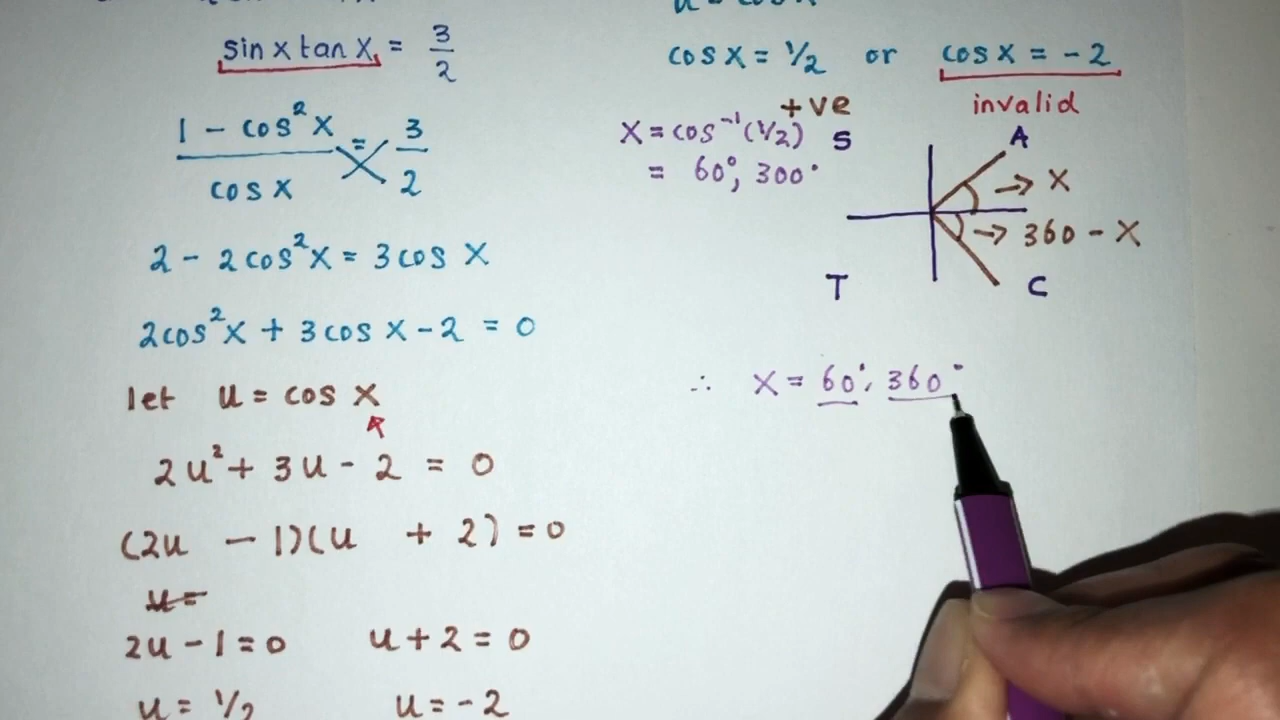 sin x tan x = 3/2
1 - cos²x / cos x = 3/2
2 - 2cos²x = 3cos x
2cos²x + 3cos x - 2 = 0
let u = cos x
2u² + 3u - 2 = 0
(2u - 1)(u + 2) = 0
u =
2u - 1 = 0 u + 2 = 0
u = 1/2 u = -2
cos x = 1/2 or cos x = -2
+ve invalid
x = cos⁻¹(1/2) S A
= 60°, 300° → x
→ 360 - x
T C
∴ x = 60°, 360°